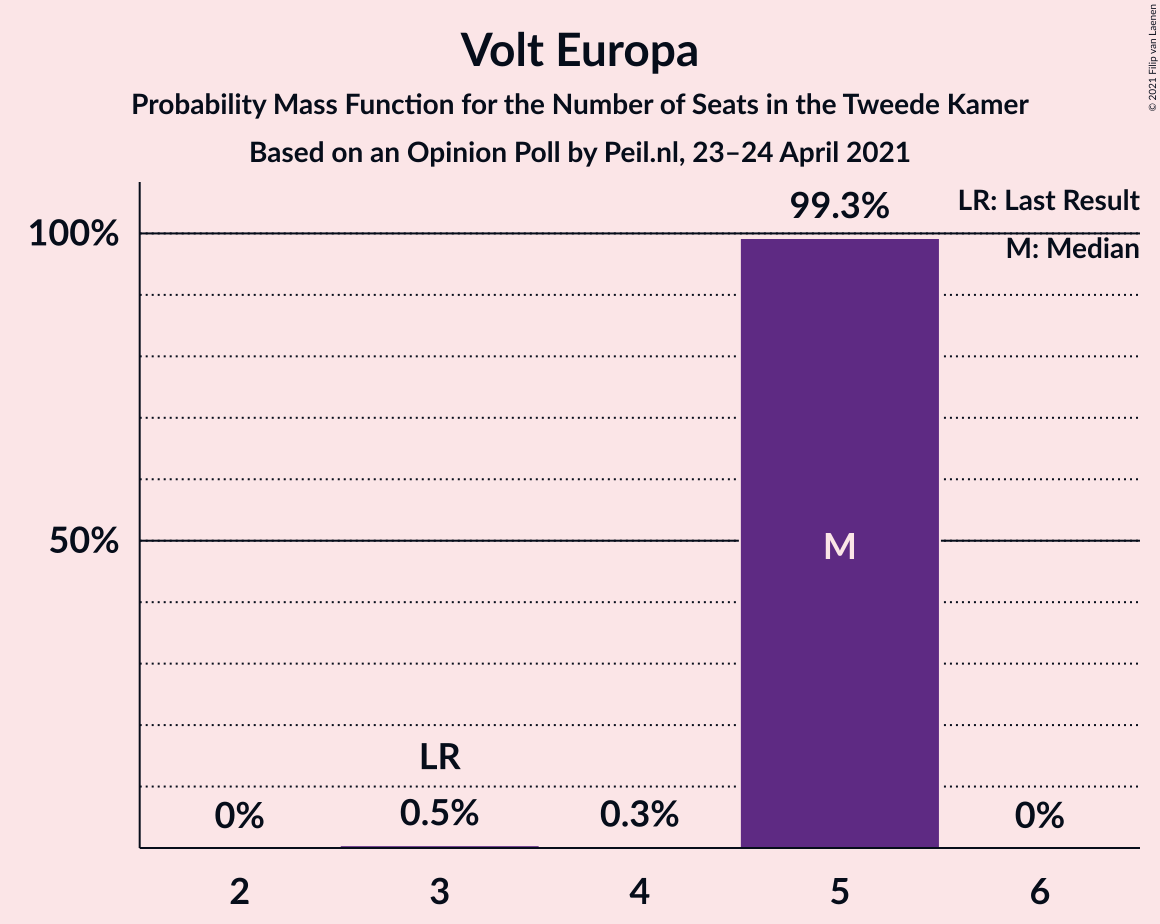 Volt Europa
Probability Mass Function for the Number of Seats in the Tweede Kamer
Based on an Opinion Poll by Peil.nl, 23–24 April 2021
© 2021 Filip van Laenen
LR: Last Result
M: Median
100%
50%
0%
LR
0.5%
0.3%
99.3%
M
0%
2
3
4
5
6